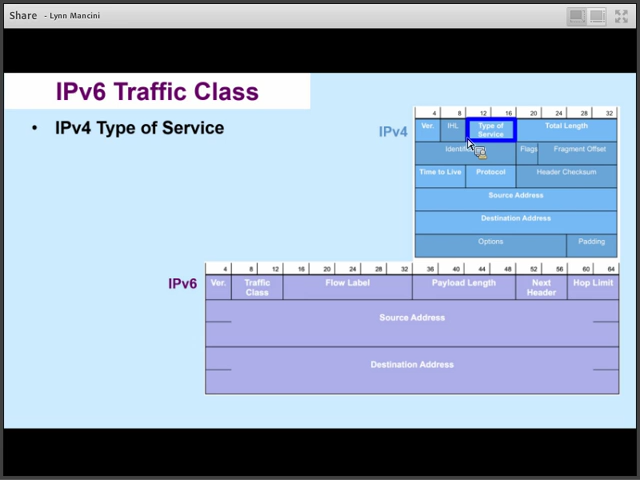 Share - Lynn Mancini
IPv6 Traffic Class
• IPv4 Type of Service
IPv4
4 8 12 16 18 20 24 28 32
Ver. IHL Type of Service Total Length
Flags Fragment Offset
Time to Live Protocol Header Checksum
Source Address
Destination Address
Options Padding
IPv6
4 8 12 16 20 24 28 32 36 40 44 48 52 56 60 64
Ver. Traffic Class Flow Label Payload Length Next Header Hop Limit
Source Address
Destination Address